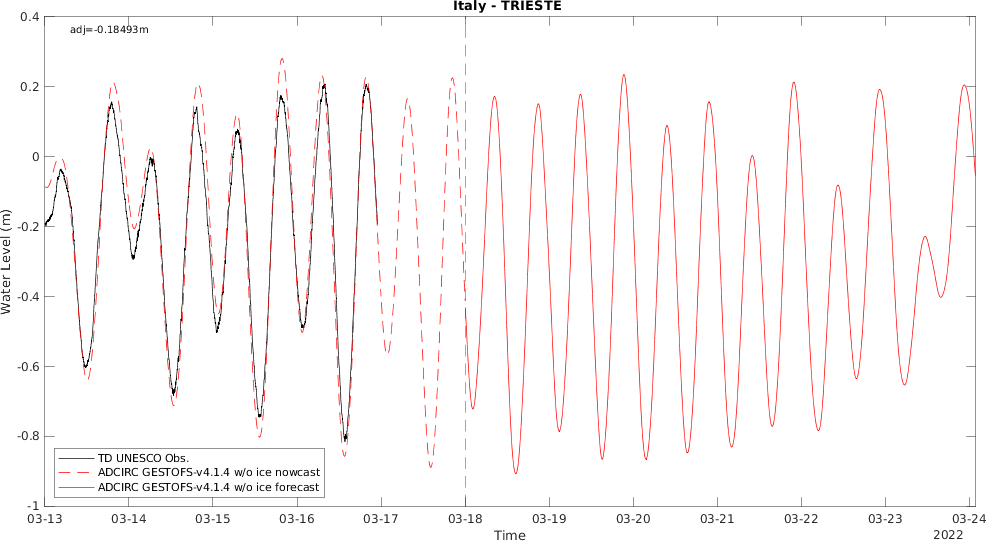 Italy - TRIESTE
adj=-0.18493m
0.4
0.2
0
-0.2
-0.4
-0.6
-0.8
-1
Water Level (m)
TD UNESCO Obs.
ADCIRC GESTOFS-v4.1.4 w/o ice nowcast
ADCIRC GESTOFS-v4.1.4 w/o ice forecast
03-13 03-14 03-15 03-16 03-17 03-18 03-19 03-20 03-21 03-22 03-23 03-24
Time
2022